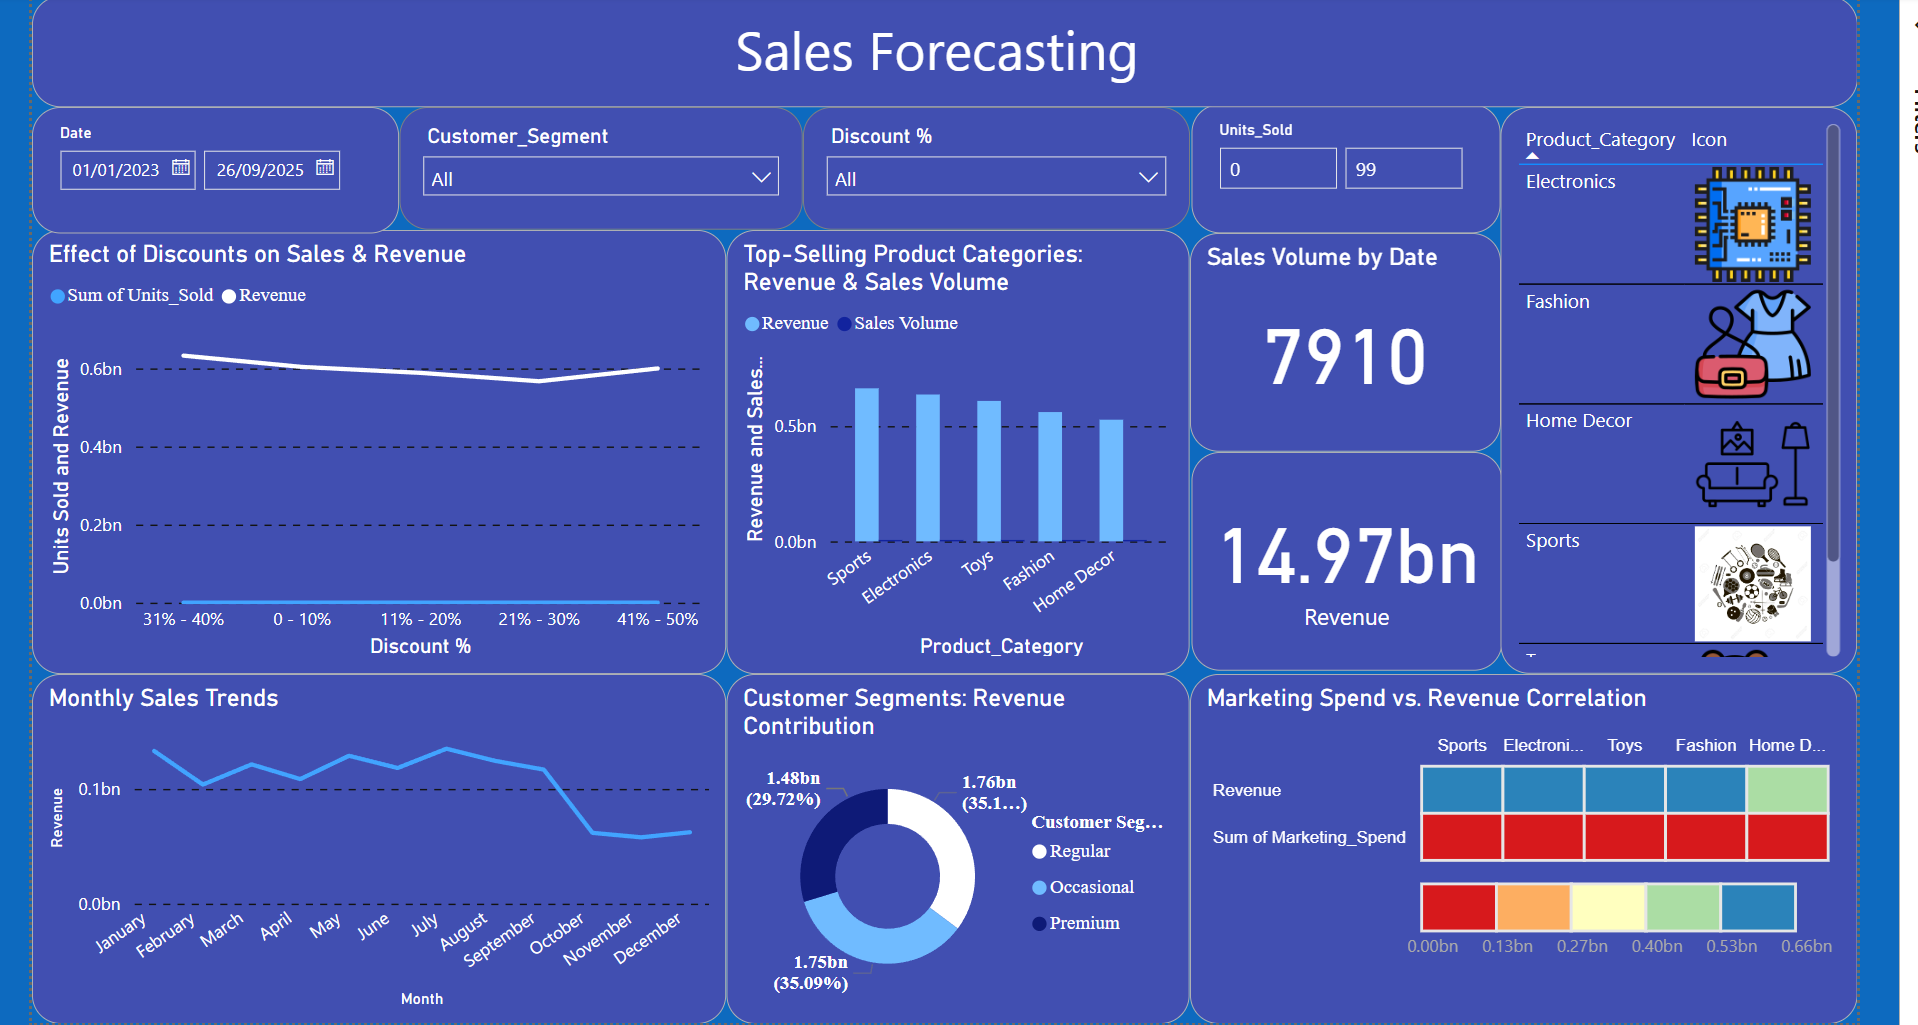 Sales Forecasting
Date
01/01/2023
26/09/2025
Customer_Segment
All
Discount %
All
Units_Sold
0
99
Product_Category Icon
Electronics
Fashion
Home Decor
Sports
Effect of Discounts on Sales & Revenue
Sum of Units_Sold Revenue
Units Sold and Revenue
0.6bn
0.4bn
0.2bn
0.0bn
31% - 40% 0 - 10% 11% - 20% 21% - 30% 41% - 50%
Discount %
Top-Selling Product Categories:
Revenue & Sales Volume
Revenue Sales Volume
Revenue and Sales...
0.5bn
0.0bn
Sports Electronics Toys Fashion Home Decor
Product_Category
Sales Volume by Date
7910
14.97bn
Revenue
Monthly Sales Trends
Revenue
0.1bn
0.0bn
January February March April May June July August September October November December
Month
Customer Segments: Revenue
Contribution
1.48bn
(29.72%)
1.76bn
(35.1...)
1.75bn
(35.09%)
Customer Seg...
Regular
Occasional
Premium
Marketing Spend vs. Revenue Correlation
Sports Electroni... Toys Fashion Home D...
Revenue
Sum of Marketing_Spend
0.00bn 0.13bn 0.27bn 0.40bn 0.53bn 0.66bn